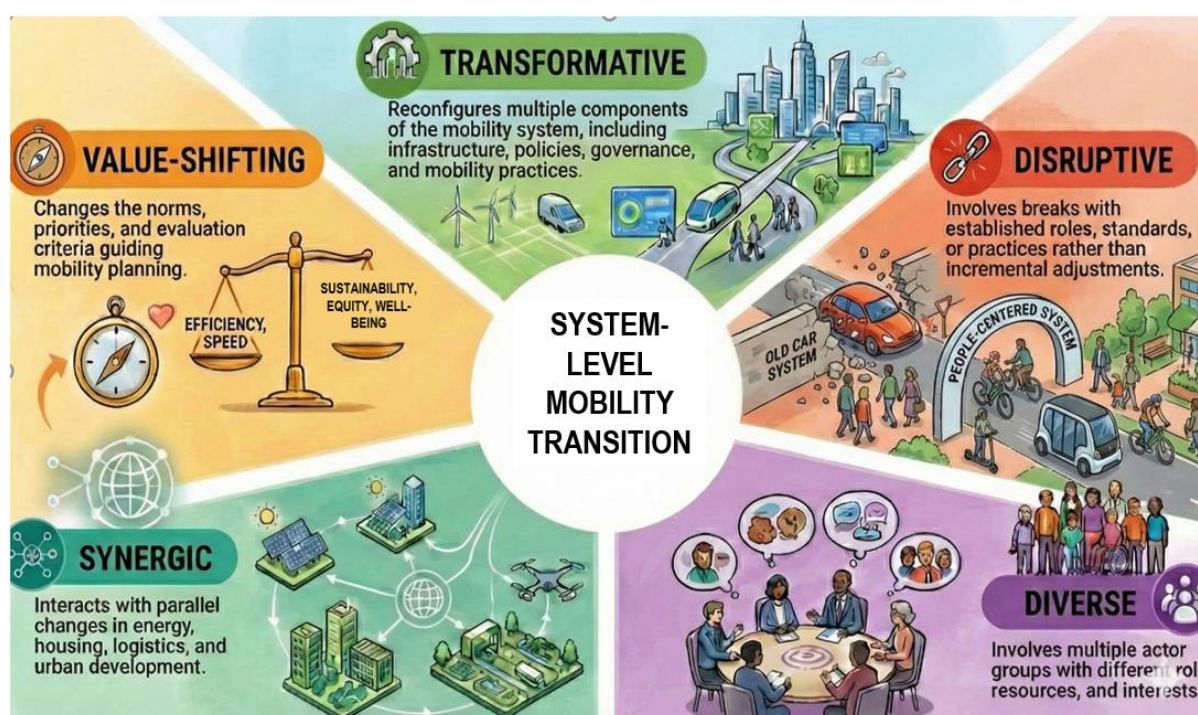 TRANSFORMATIVE
Reconfigures multiple components
of the mobility system, including
infrastructure, policies, governance,
and mobility practices.
VALUE-SHIFTING
Changes the norms,
priorities, and evaluation
criteria guiding
mobility planning.
EFFICIENCY,
SPEED
SUSTAINABILITY,
EQUITY, WELL-
BEING
DISRUPTIVE
Involves breaks with
established roles, standards,
or practices rather than
incremental adjustments.
OLD CAR
SYSTEM
PEOPLE-CENTERED SYSTEM
SYSTEM-
LEVEL
MOBILITY
TRANSITION
SYNERGIC
Interacts with parallel
changes in energy,
housing, logistics, and
urban development.
DIVERSE
Involves multiple actor
groups with different rol
resources, and interests